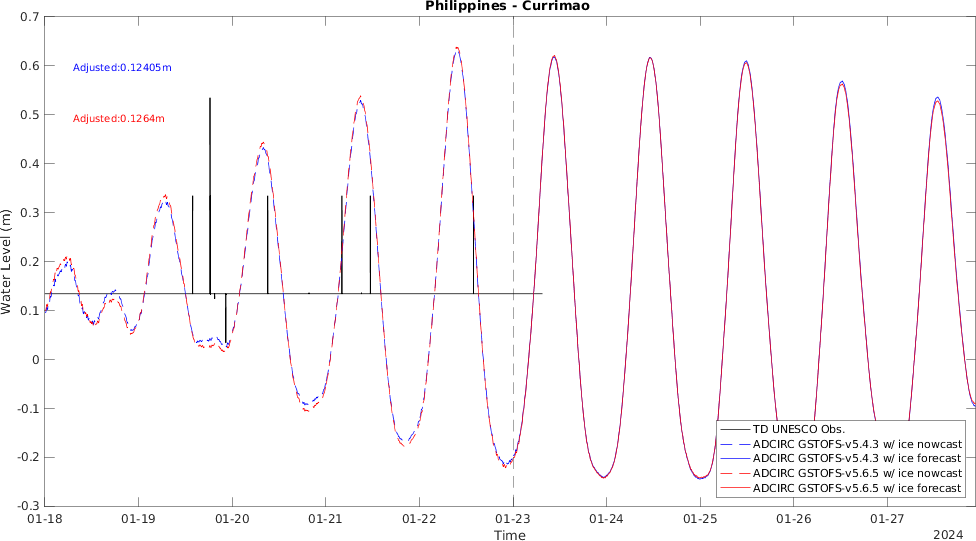 Philippines - Currimao
0.7
0.6
0.5
0.4
0.3
0.2
0.1
0
-0.1
-0.2
-0.3
Water Level (m)
Adjusted:0.12405m
Adjusted:0.1264m
TD UNESCO Obs.
ADCIRC GSTOFS-v5.4.3 w/ ice nowcast
ADCIRC GSTOFS-v5.4.3 w/ ice forecast
ADCIRC GSTOFS-v5.6.5 w/ ice nowcast
ADCIRC GSTOFS-v5.6.5 w/ ice forecast
01-18 01-19 01-20 01-21 01-22 01-23 01-24 01-25 01-26 01-27
Time
2024